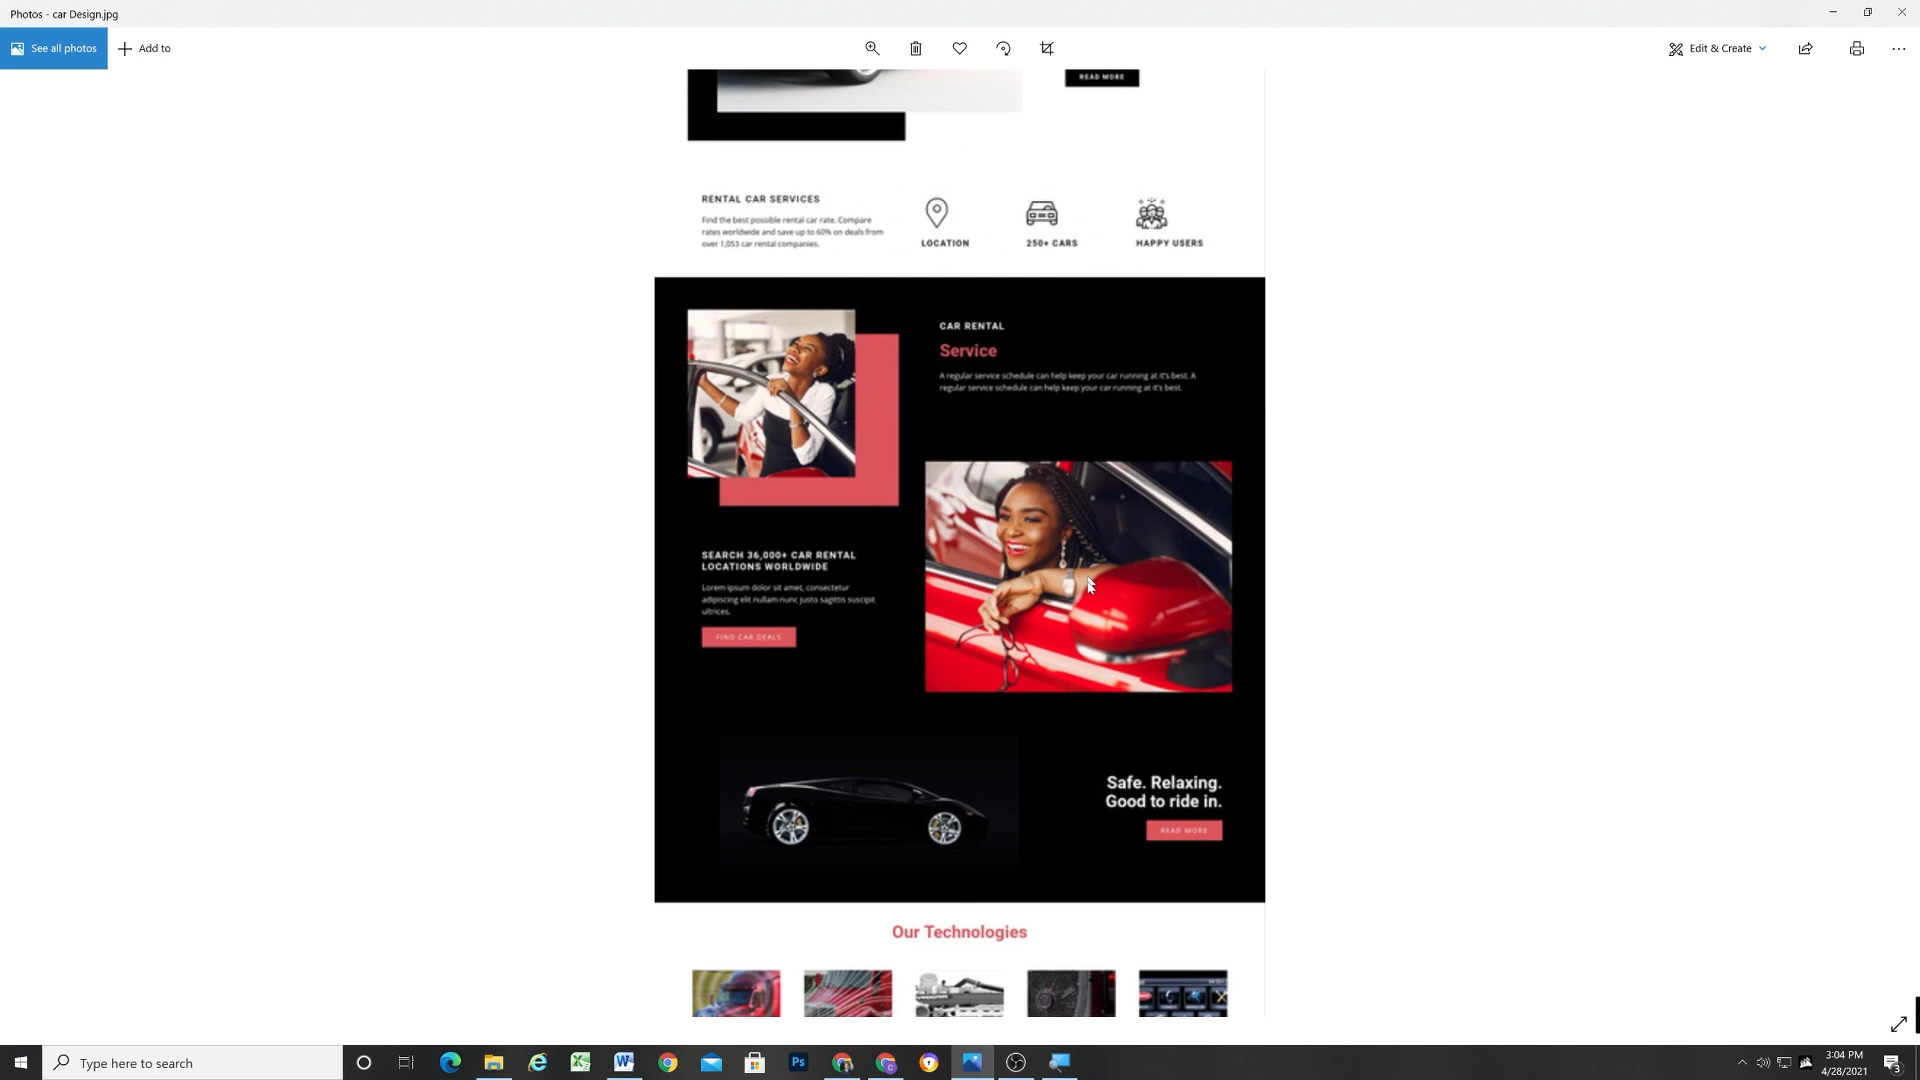 Photos - car Design.jpg
See all photos
Add to
Edit & Create
READ MORE
RENTAL CAR SERVICES
Find the best possible rental car rate. Compare
rates worldwide and save up to 60% on deals from
over 1,053 car rental companies.
LOCATION
250+ CARS
HAPPY USERS
CAR RENTAL
Service
A regular service schedule can help keep your car running at it's best. A
regular service schedule can help keep your car running at it's best.
SEARCH 36,000+ CAR RENTAL
LOCATIONS WORLDWIDE
Lorem ipsum dolor sit amet, consectetur
adipiscing elit nullam nunc justo sagittis suscipit
ultrices.
FIND CAR DEALS
Safe. Relaxing.
Good to ride in.
READ MORE
Our Technologies
Type here to search
Ps
3:04 PM
4/28/2021
3